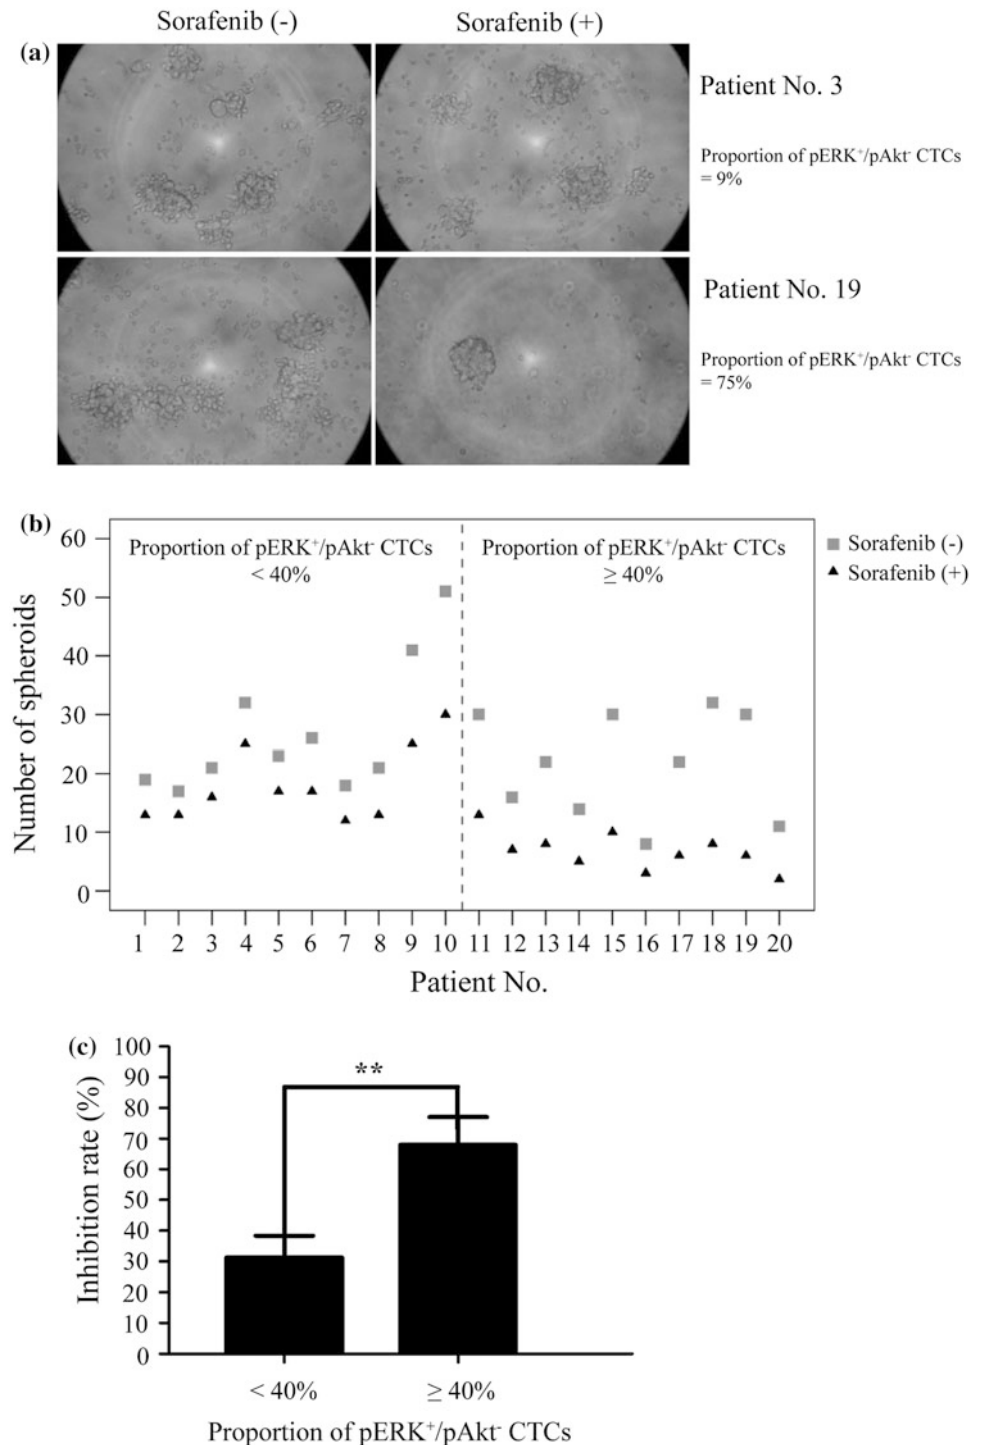 Sorafenib (-) Sorafenib (+)
(a)
Patient No. 3
Proportion of pERK⁺/pAkt⁻ CTCs
= 9%
Patient No. 19
Proportion of pERK⁺/pAkt⁻ CTCs
= 75%
(b)
Proportion of pERK⁺/pAkt⁻ CTCs
< 40%
Proportion of pERK⁺/pAkt⁻ CTCs
≥ 40%
Sorafenib (-)
Sorafenib (+)
Number of spheroids
60
50
40
30
20
10
0
1 2 3 4 5 6 7 8 9 10 11 12 13 14 15 16 17 18 19 20
Patient No.
(c)
Inhibition rate (%)
100
90
80
70
60
50
40
30
20
10
0
**
< 40% ≥ 40%
Proportion of pERK⁺/pAkt⁻ CTCs